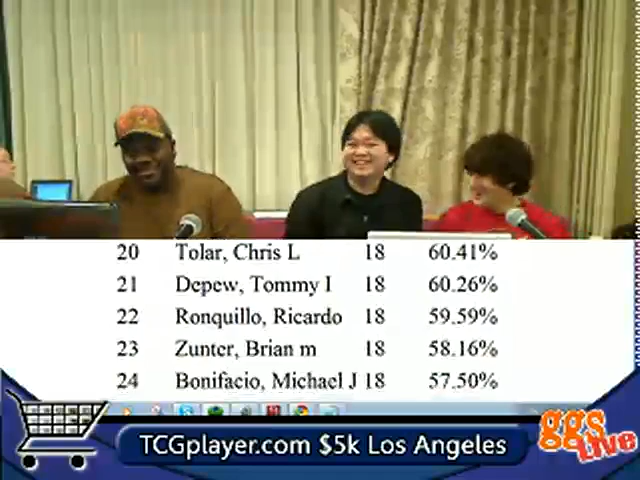 20 Tolar, Chris L 18 60.41%
21 Depew, Tommy I 18 60.26%
22 Ronquillo, Ricardo 18 59.59%
23 Zunter, Brian m 18 58.16%
24 Bonifacio, Michael J 18 57.50%
TCGplayer.com $5k Los Angeles
ggs
Live